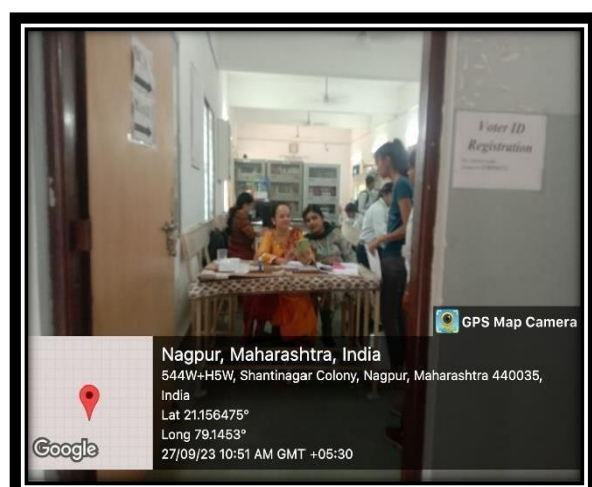 Voter ID
Registration
GPS Map Camera
Nagpur, Maharashtra, India
544W+H5W, Shantinagar Colony, Nagpur, Maharashtra 440035,
India
Lat 21.156475°
Long 79.1453°
27/09/23 10:51 AM GMT +05:30
Google